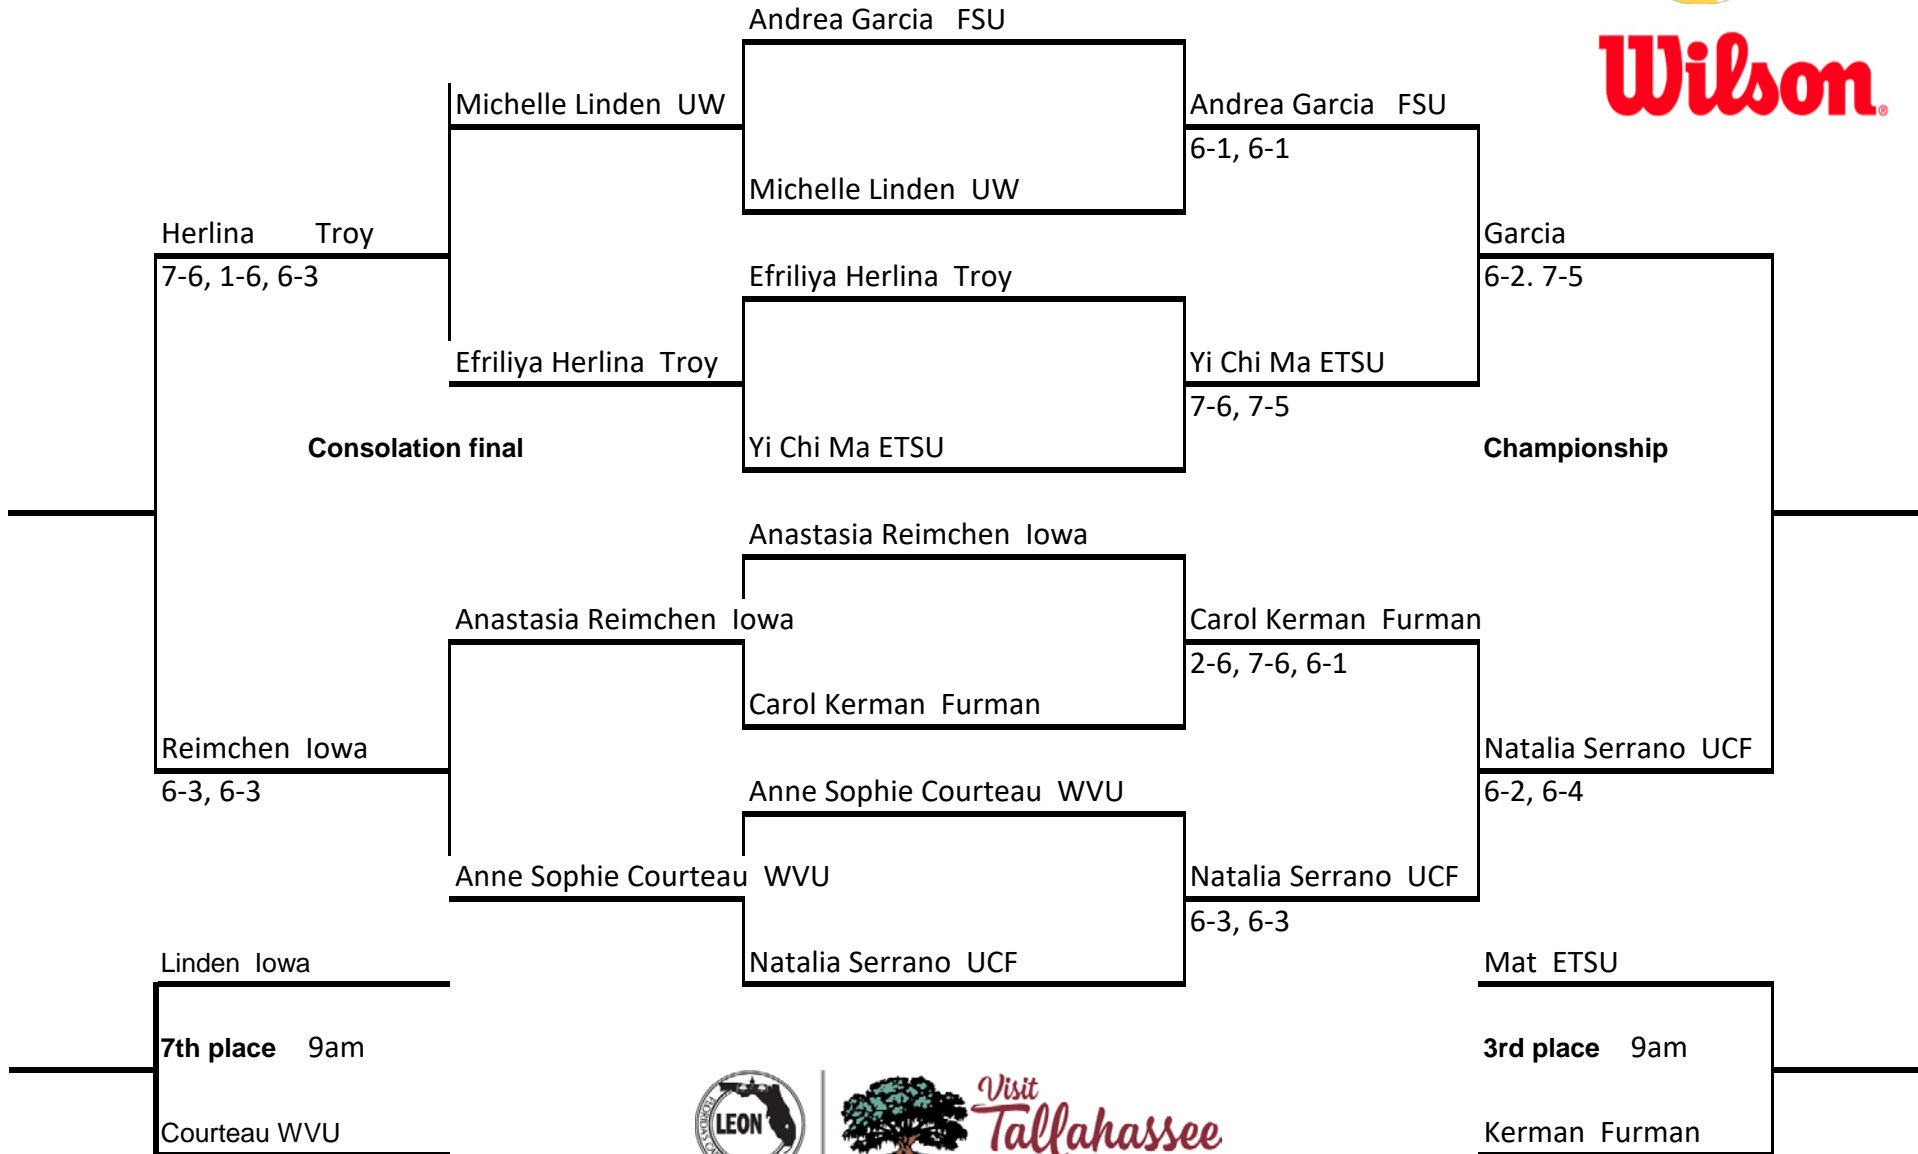 Andrea Garcia FSU
Wilson
Michelle Linden UW
Andrea Garcia FSU
6-1, 6-1
Michelle Linden UW
Herlina Troy
Garcia
7-6, 1-6, 6-3
Efriliya Herlina Troy
6-2. 7-5
Efriliya Herlina Troy
Yi Chi Ma ETSU
7-6, 7-5
Consolation final
Yi Chi Ma ETSU
Championship
Anastasia Reimchen Iowa
Anastasia Reimchen Iowa
Carol Kerman Furman
2-6, 7-6, 6-1
Carol Kerman Furman
Reimchen Iowa
Natalia Serrano UCF
6-3, 6-3
Anne Sophie Courteau WVU
6-2, 6-4
Anne Sophie Courteau WVU
Natalia Serrano UCF
6-3, 6-3
Linden Iowa
Natalia Serrano UCF
Mat ETSU
7th place 9am
3rd place 9am
LEON
Visit
Tallahassee
Courteau WVU
Kerman Furman